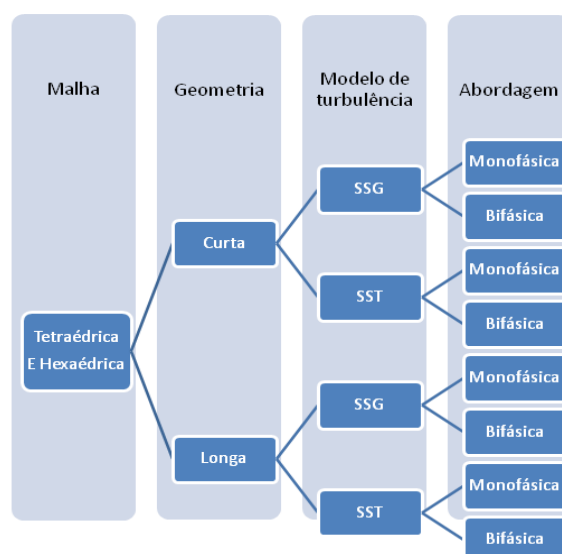 Malha
Geometria
Modelo de
turbulência
Abordagem
Tetraédrica
E Hexaédrica
Curta
Longa
SSG
SST
SSG
SST
Monofásica
Bifásica
Monofásica
Bifásica
Monofásica
Bifásica
Monofásica
Bifásica